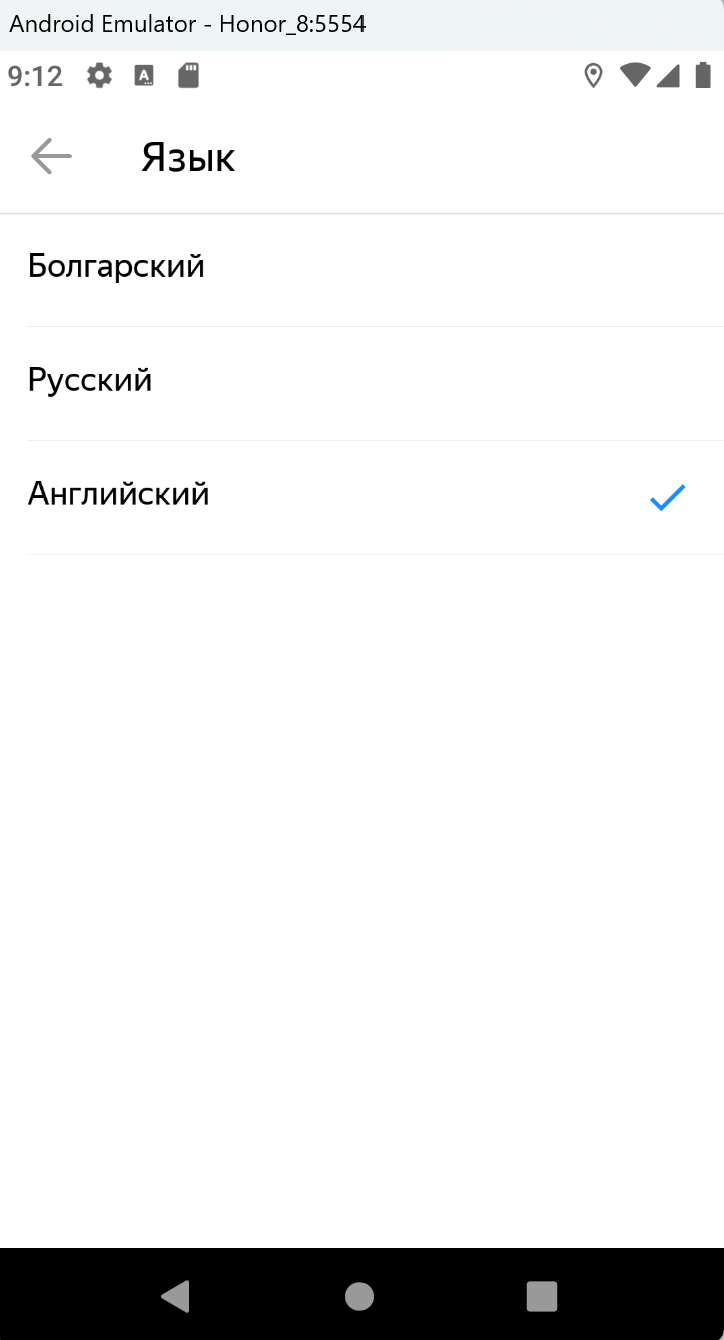 Android Emulator - Honor_8:5554
9:12
Язык
Болгарский
Русский
Английский